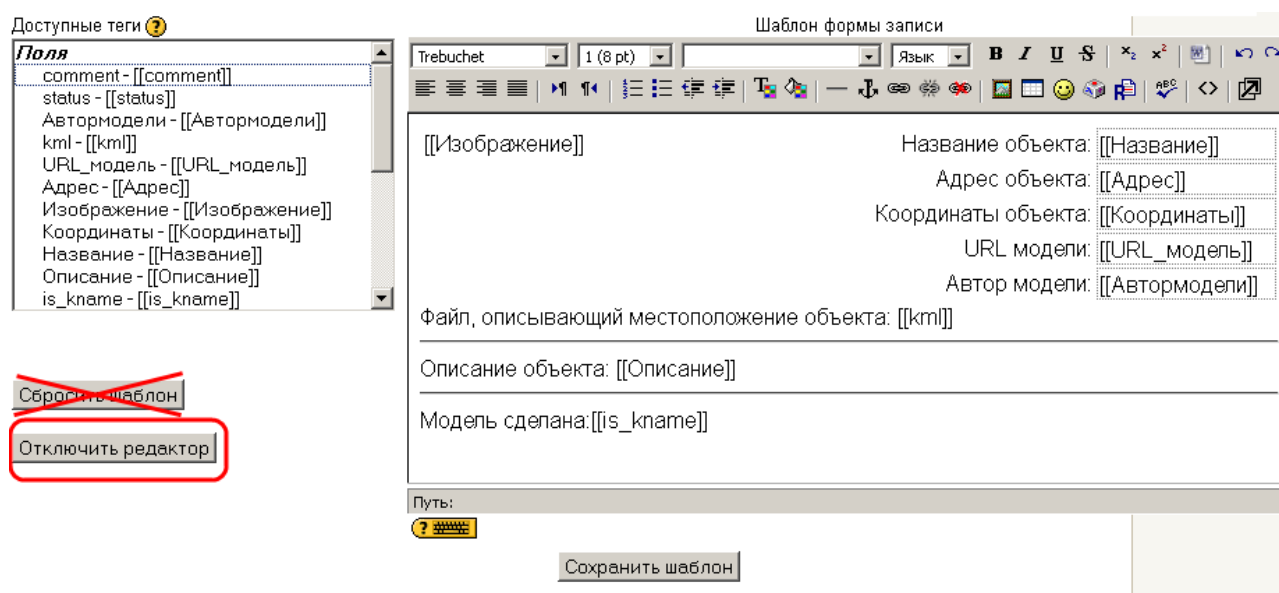 Доступные теги ?
Поля
comment - [[comment]]
status - [[status]]
Автормодели - [[Автормодели]]
kml - [[kml]]
URL_модель - [[URL_модель]]
Адрес - [[Адрес]]
Изображение - [[Изображение]]
Координаты - [[Координаты]]
Название - [[Название]]
Описание - [[Описание]]
is_kname - [[is_kname]]
Сбросить шаблон
Отключить редактор
Шаблон формы записи
Trebuchet 1 (8 pt) Язык B I U S ×₂ ×²
ABC
[[Изображение]] Название объекта: [[Название]]
Адрес объекта: [[Адрес]]
Координаты объекта: [[Координаты]]
URL модели: [[URL_модель]]
Автор модели: [[Автормодели]]
Файл, описывающий местоположение объекта: [[kml]]
Описание объекта: [[Описание]]
Модель сделана:[[is_kname]]
Путь:
?
Сохранить шаблон